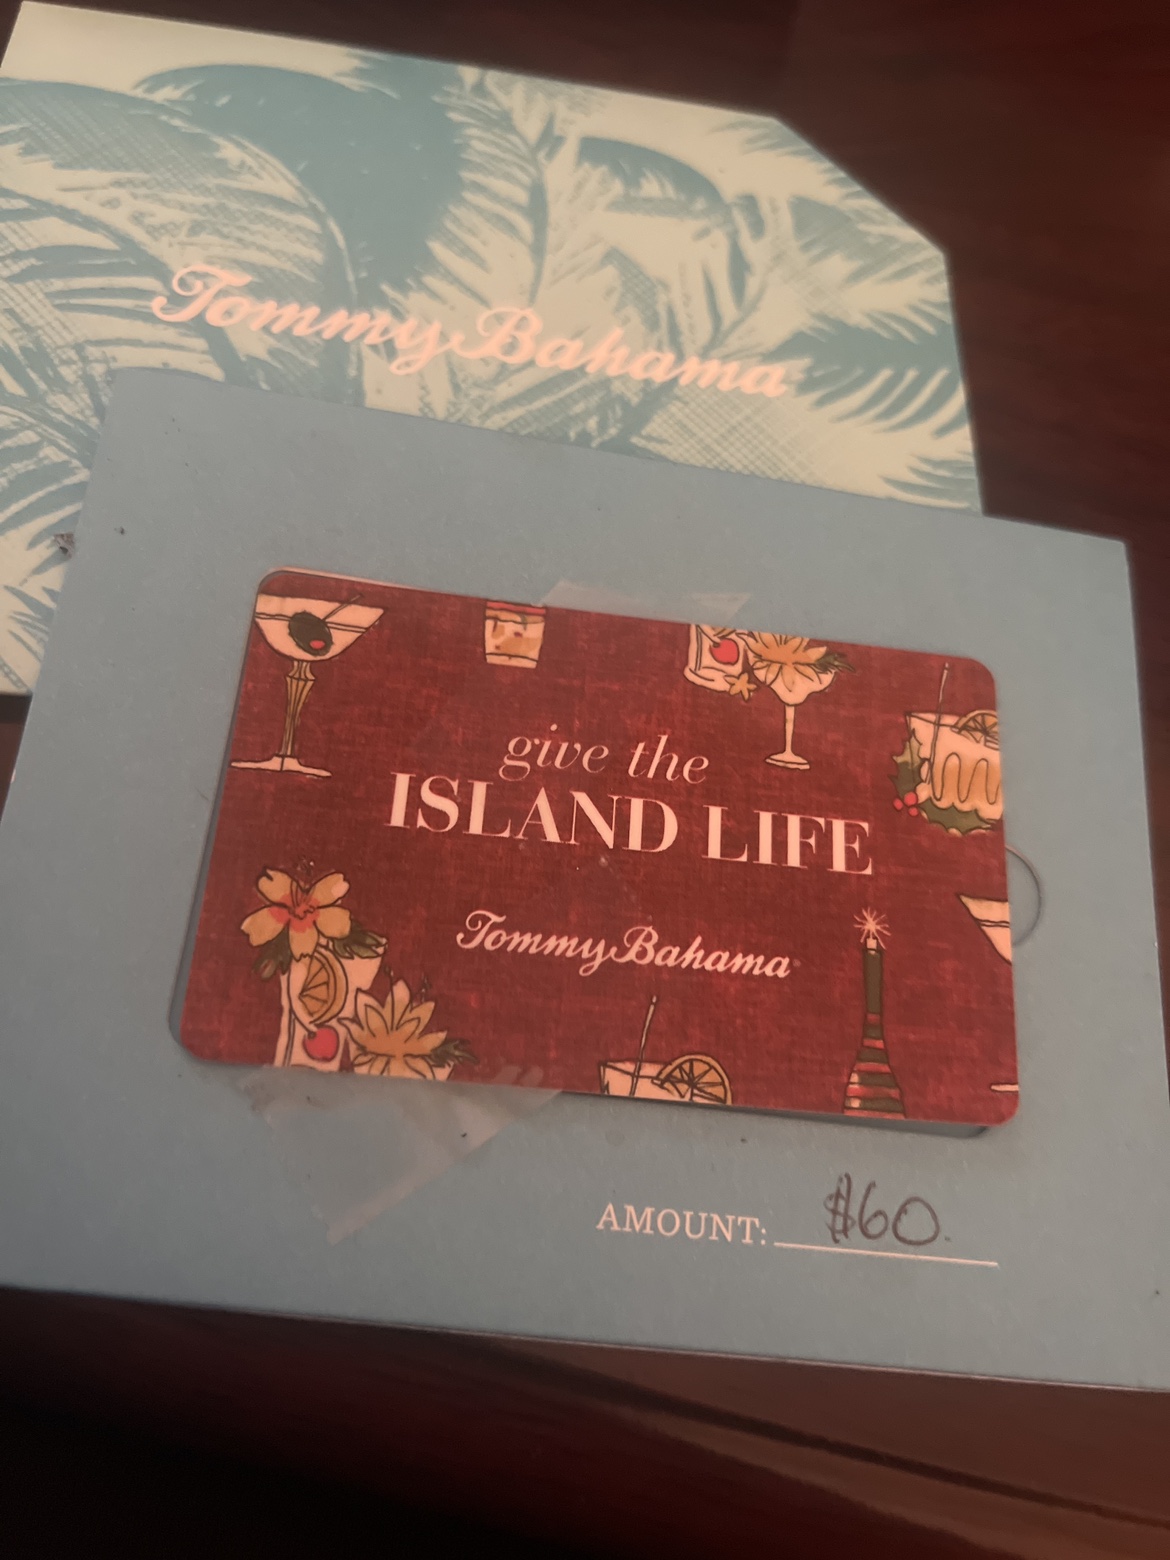 Tommy Bahama
give the
ISLAND LIFE
Tommy Bahama
AMOUNT: $60.